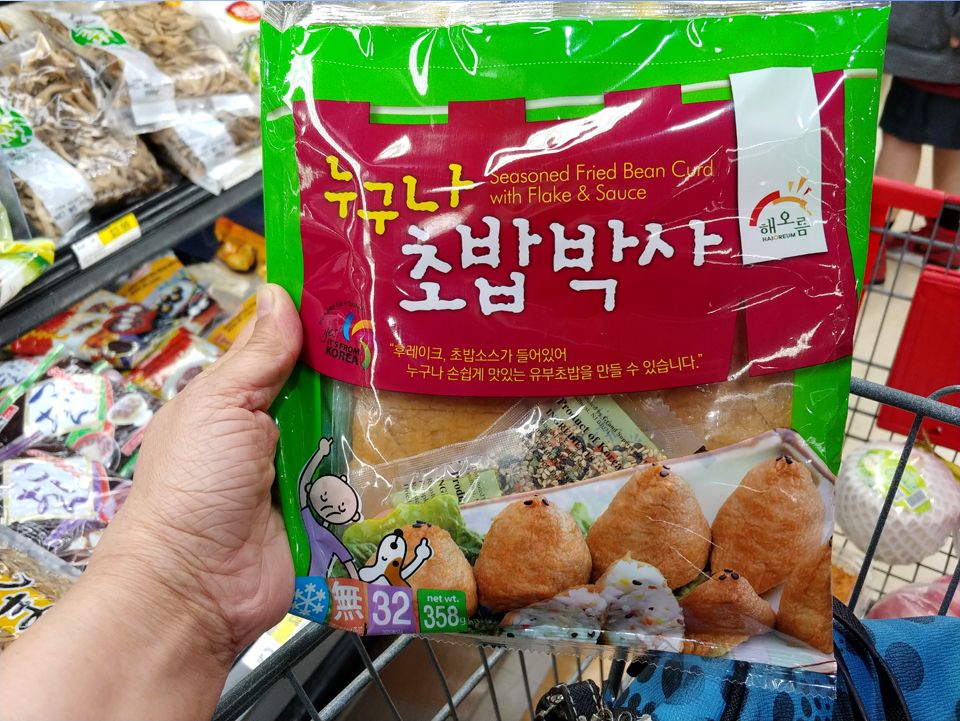 누구나
Seasoned Fried Bean Curd
with Flake & Sauce
초밥박사
해오름
HAIOREUM
yes!
IT'S FROM
KOREA
"후레이크, 초밥소스가 들어있어
누구나 손쉽게 맛있는 유부초밥을 만들 수 있습니다."
Product of
無
32
net wt.
358g